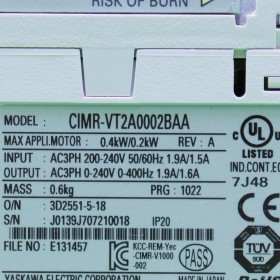 RISK OF BURN
MODEL : CIMR-VT2A0002BAA
MAX APPLI.MOTOR : 0.4kW/0.2kW REV : A
INPUT : AC3PH 200-240V 50/60Hz 1.9A/1.5A
OUTPUT : AC3PH 0-240V 0-400Hz 1.9A/1.6A
MASS : 0.6kg PRG : 1022
O/N : 3D2551-5-18
S/N : J0139J707210018 IP20
FILE NO : E131457
KCC-REM-Yec
-CIMR-V1000
-002
PASS
YASKAWA ELECTRIC CORPORATION
C UL US
LISTED
IND.CONT.EQ
7J48
TUV